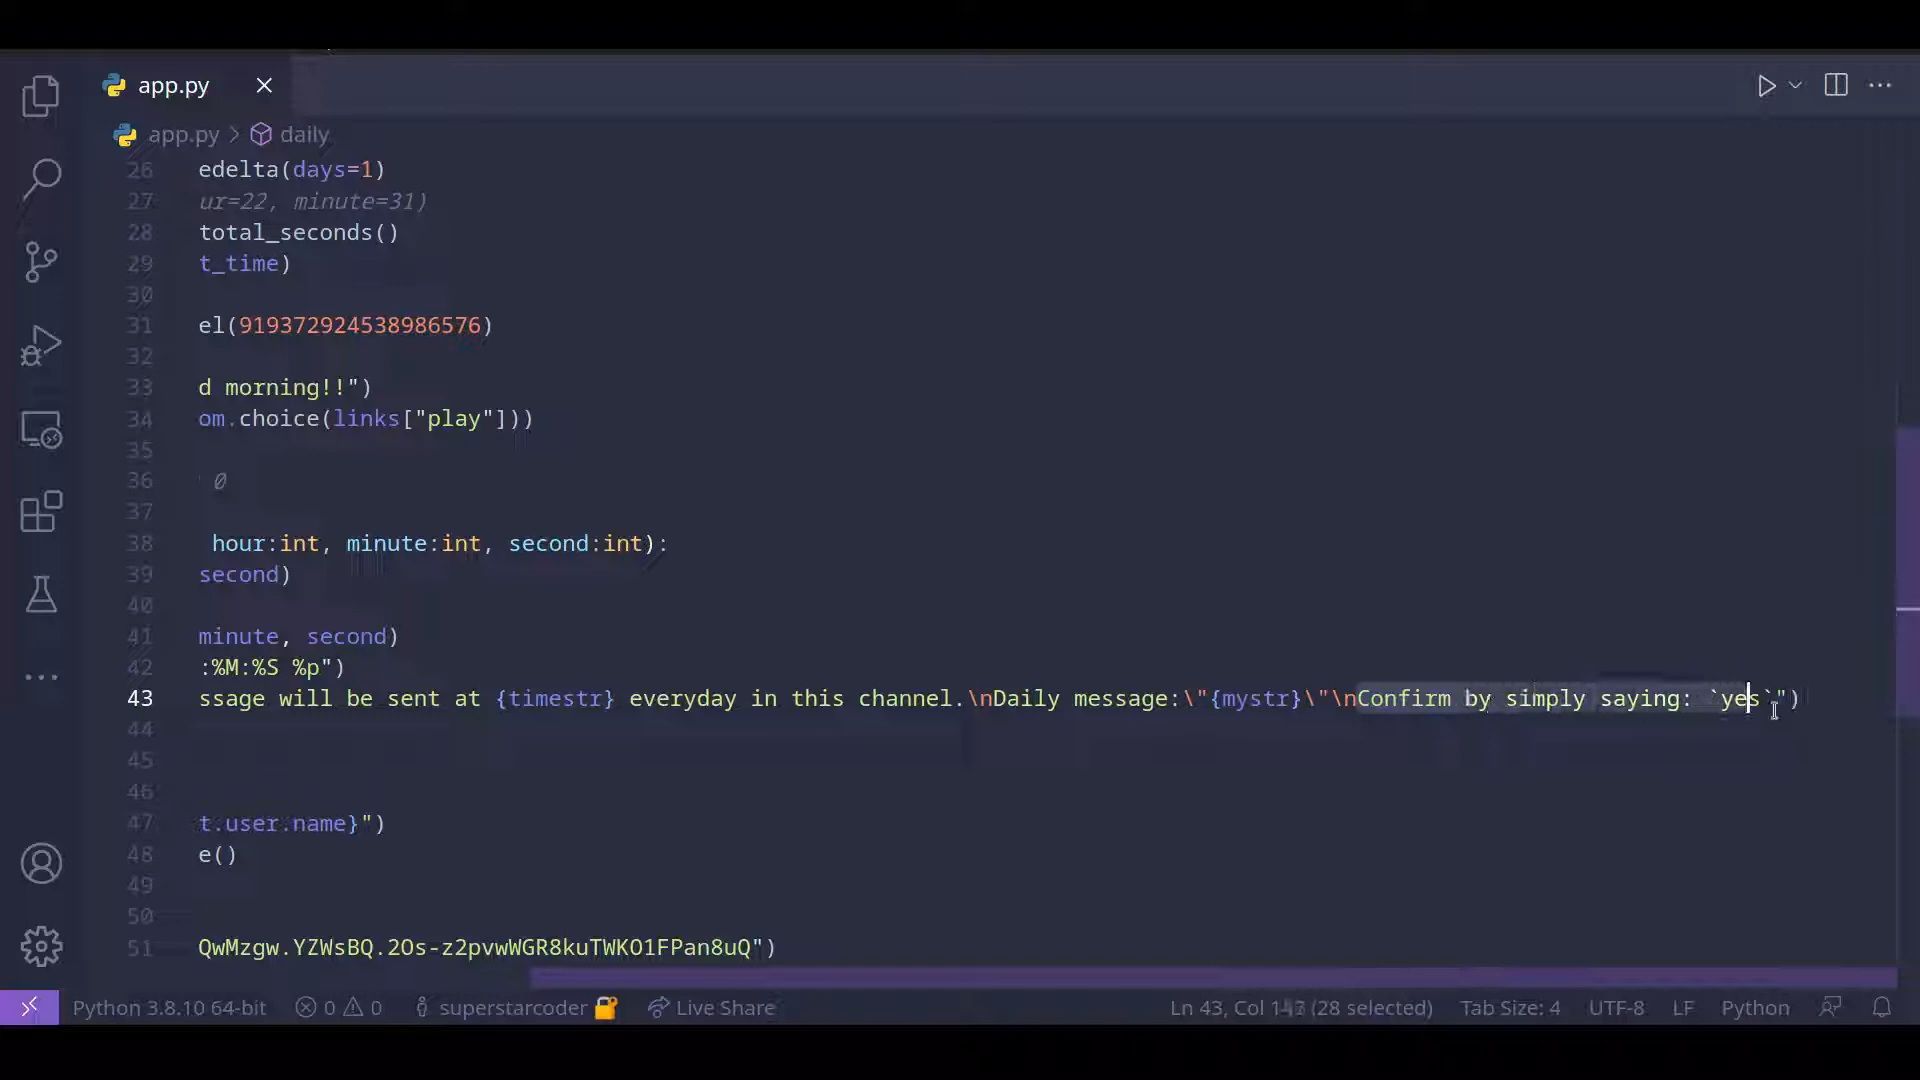 app.py
app.py > daily
26 edelta(days=1)
27 ur=22, minute=31)
28 total_seconds()
29 t_time)
30
31 el(919372924538986576)
32
33 d morning!!")
34 om.choice(links["play"]))
35
36 0
37
38 hour:int, minute:int, second:int):
39 second)
40
41 minute, second)
42 :%M:%S %p")
43 ssage will be sent at {timestr} everyday in this channel.\nDaily message:\"{mystr}\"\nConfirm by simply saying: `yes`")
44
45
46
47 t.user.name}")
48 e()
49
50
51 QwMzgw.YZWsBQ.2Os-z2pvwWGR8kuTWKO1FPan8uQ")
Python 3.8.10 64-bit 0 0 superstarcoder Live Share Ln 43, Col (28 selected) Tab Size: 4 UTF-8 LF Python